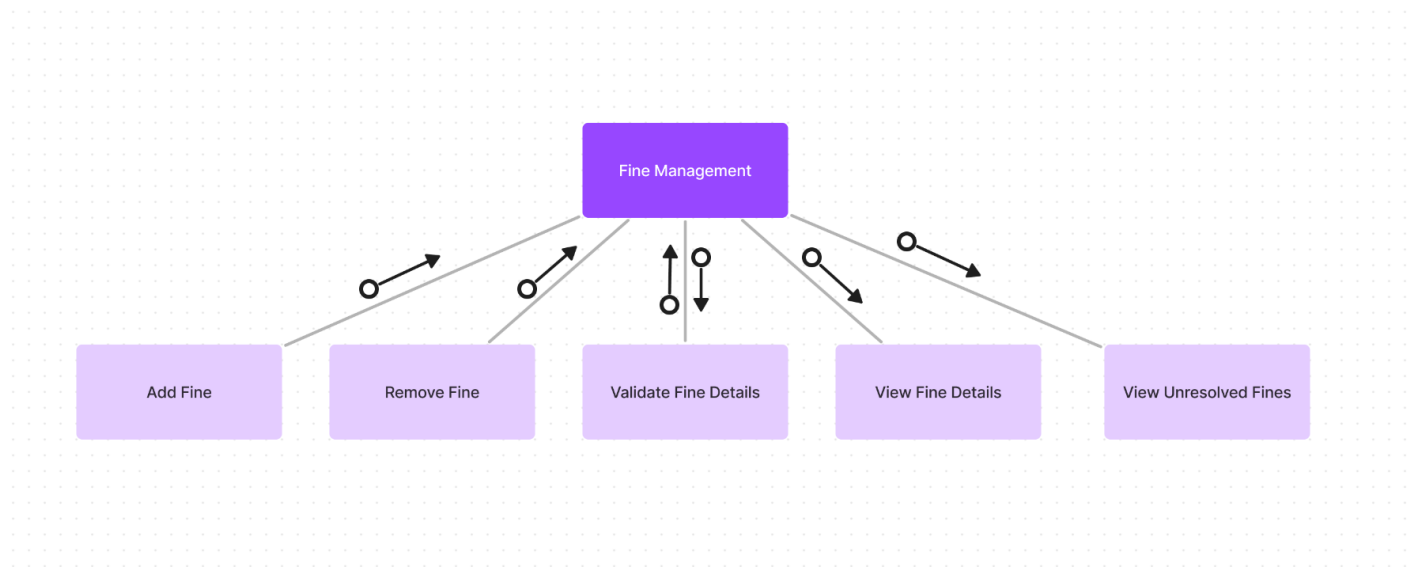 Fine Management
Add Fine
Remove Fine
Validate Fine Details
View Fine Details
View Unresolved Fines